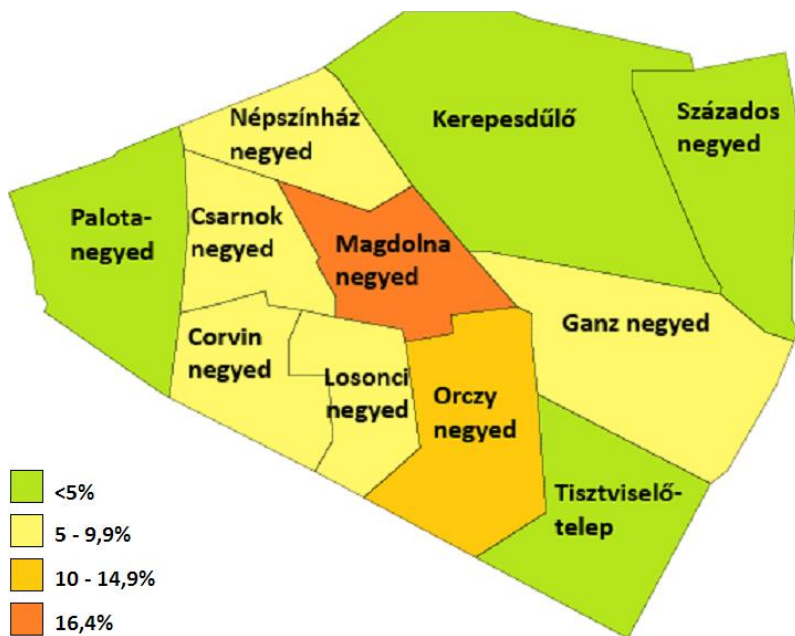 Népszínház
negyed
Kerepesdűlő
Százados
negyed
Palota-
negyed
Csarnok
negyed
Magdolna
negyed
Ganz negyed
Corvin
negyed
Losonci
negyed
Orczy
negyed
Tisztviselő-
telep
<5%
5 - 9,9%
10 - 14,9%
16,4%